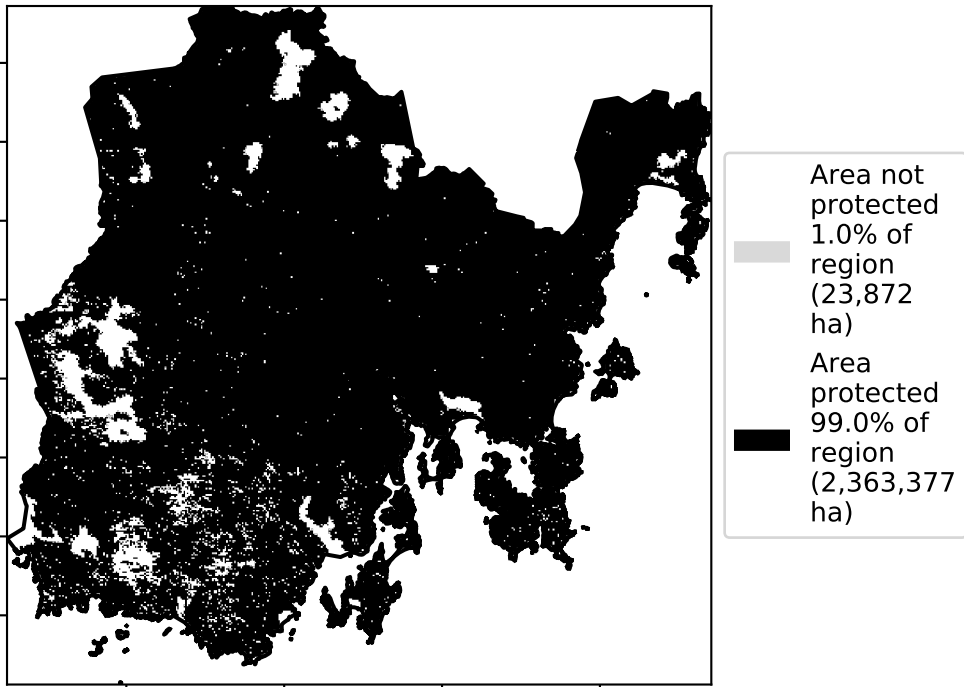 Area not
protected
1.0% of
region
(23,872
ha)
Area
protected
99.0% of
region
(2,363,377
ha)